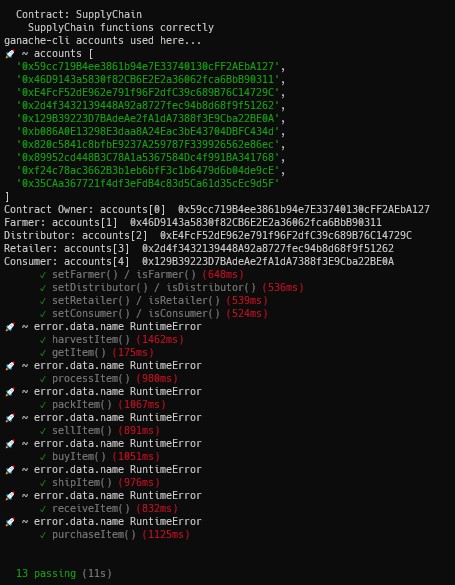 Contract: SupplyChain
SupplyChain functions correctly
ganache-cli accounts used here...
🚀 ~ accounts [
'0x59cc719B4ee3861b94e7E33740130cFF2AEbA127',
'0x46D9143a5830f82CB6E2E2a36062fca6BbB90311',
'0xE4FcF52dE962e791f96F2dfC39c689B76C14729C',
'0x2d4f3432139448A92a8727fec94b8d68f9f51262',
'0x129B39223D7BAdeAe2fA1dA7388f3E9Cba22BE0A',
'0xb086A0E13298E3daa8A24Eac3bE43704DBFC434d',
'0x820c5841c8bfbE9237A259787F339926562e86ec',
'0x89952cd448B3C78A1a5367584Dc4f991BA341768',
'0xf24c78ac3662B3b1eb6bfF3c1b6479d6b04de9cE',
'0x35CAa367721f4df3eFdB4c83d5Ca61d35cEc9d5F'
]
Contract Owner: accounts[0] 0x59cc719B4ee3861b94e7E33740130cFF2AEbA127
Farmer: accounts[1] 0x46D9143a5830f82CB6E2E2a36062fca6BbB90311
Distributor: accounts[2] 0xE4FcF52dE962e791f96F2dfC39c689B76C14729C
Retailer: accounts[3] 0x2d4f3432139448A92a8727fec94b8d68f9f51262
Consumer: accounts[4] 0x129B39223D7BAdeAe2fA1dA7388f3E9Cba22BE0A
✓ setFarmer() / isFarmer() (648ms)
✓ setDistributor() / isDistributor() (536ms)
✓ setRetailer() / isRetailer() (539ms)
✓ setConsumer() / isConsumer() (524ms)
🚀 ~ error.data.name RuntimeError
✓ harvestItem() (1462ms)
✓ getItem() (175ms)
🚀 ~ error.data.name RuntimeError
✓ processItem() (980ms)
🚀 ~ error.data.name RuntimeError
✓ packItem() (1067ms)
🚀 ~ error.data.name RuntimeError
✓ sellItem() (891ms)
🚀 ~ error.data.name RuntimeError
✓ buyItem() (1051ms)
🚀 ~ error.data.name RuntimeError
✓ shipItem() (976ms)
🚀 ~ error.data.name RuntimeError
✓ receiveItem() (832ms)
🚀 ~ error.data.name RuntimeError
✓ purchaseItem() (1125ms)
13 passing (11s)